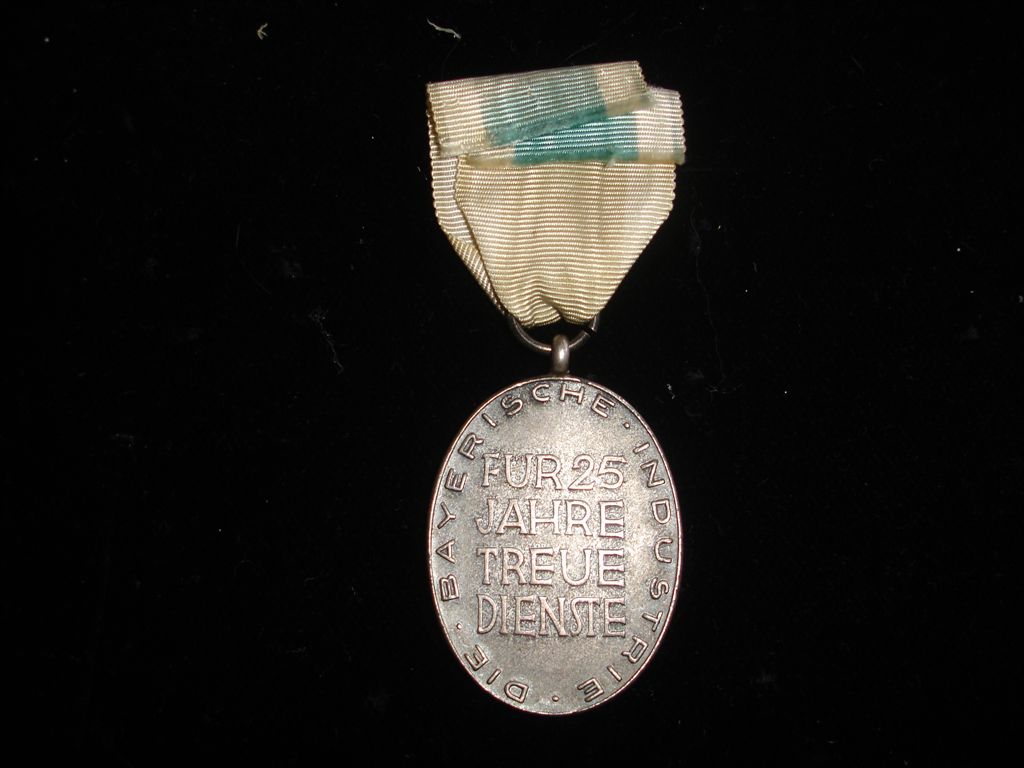 DIE · BAYERISCHE · INDUSTRIE ·
FÜR 25
JAHRE
TREUE
DIENSTE